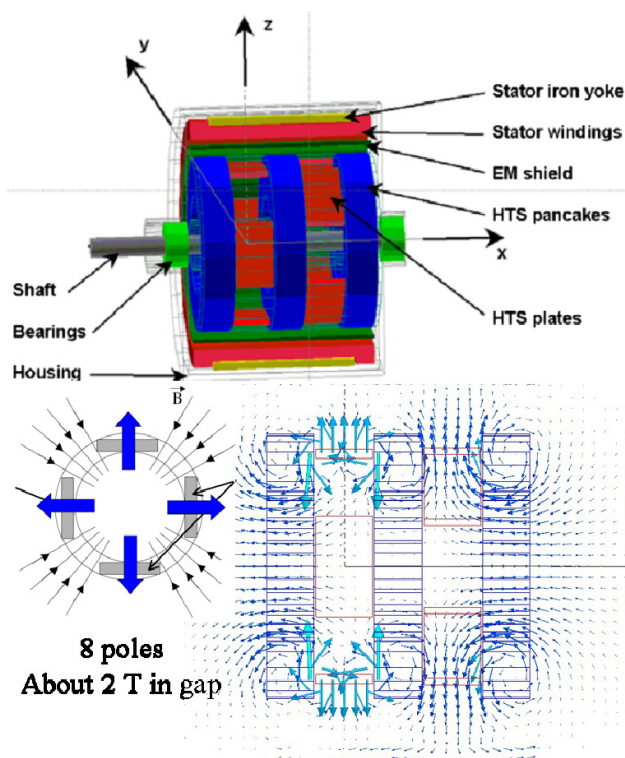 z
y
Stator iron yoke
Stator windings
EM shield
HTS pancakes
x
Shaft
HTS plates
Bearings
Housing
B
8 poles
About 2 T in gap